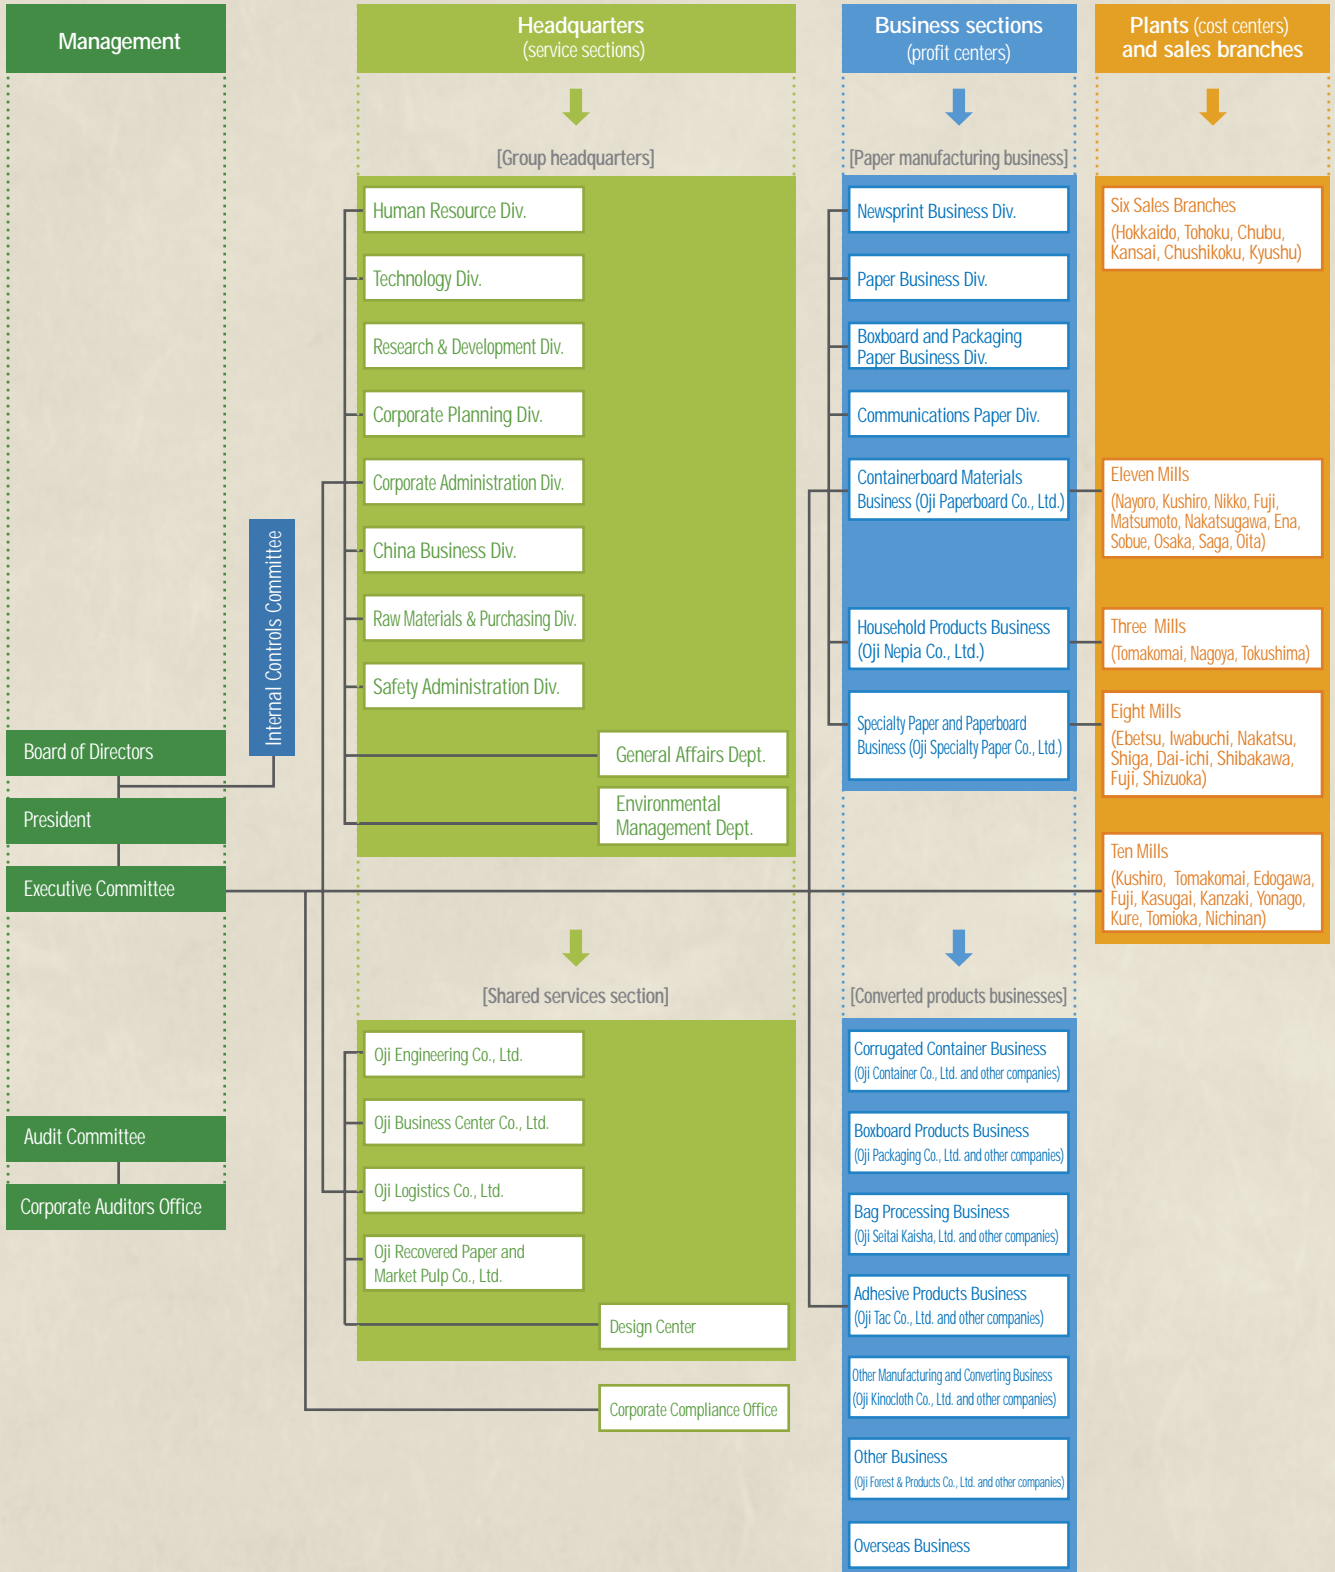 Management
Headquarters
(service sections)
Business sections
(profit centers)
Plants (cost centers)
and sales branches
[Group headquarters]
Human Resource Div.
Technology Div.
Research & Development Div.
Corporate Planning Div.
Corporate Administration Div.
China Business Div.
Raw Materials & Purchasing Div.
Safety Administration Div.
General Affairs Dept.
Environmental
Management Dept.
[Paper manufacturing business]
Newsprint Business Div.
Paper Business Div.
Boxboard and Packaging
Paper Business Div.
Communications Paper Div.
Containerboard Materials
Business (Oji Paperboard Co., Ltd.)
Household Products Business
(Oji Nepia Co., Ltd.)
Specialty Paper and Paperboard
Business (Oji Specialty Paper Co., Ltd.)
Six Sales Branches
(Hokkaido, Tohoku, Chubu,
Kansai, Chushikoku, Kyushu)
Eleven Mills
(Nayoro, Kushiro, Nikko, Fuji,
Matsumoto, Nakatsugawa, Ena,
Sobue, Osaka, Saga, Oita)
Three Mills
(Tomakomai, Nagoya, Tokushima)
Eight Mills
(Ebetsu, Iwabuchi, Nakatsu,
Shiga, Dai-ichi, Shibakawa,
Fuji, Shizuoka)
Ten Mills
(Kushiro, Tomakomai, Edogawa,
Fuji, Kasugai, Kanzaki, Yonago,
Kure, Tomioka, Nichinan)
Internal Controls Committee
Board of Directors
President
Executive Committee
Audit Committee
Corporate Auditors Office
[Shared services section]
Oji Engineering Co., Ltd.
Oji Business Center Co., Ltd.
Oji Logistics Co., Ltd.
Oji Recovered Paper and
Market Pulp Co., Ltd.
Design Center
Corporate Compliance Office
[Converted products businesses]
Corrugated Container Business
(Oji Container Co., Ltd. and other companies)
Boxboard Products Business
(Oji Packaging Co., Ltd. and other companies)
Bag Processing Business
(Oji Seitai Kaisha, Ltd. and other companies)
Adhesive Products Business
(Oji Tac Co., Ltd. and other companies)
Other Manufacturing and Converting Business
(Oji Kinocloth Co., Ltd. and other companies)
Other Business
(Oji Forest & Products Co., Ltd. and other companies)
Overseas Business